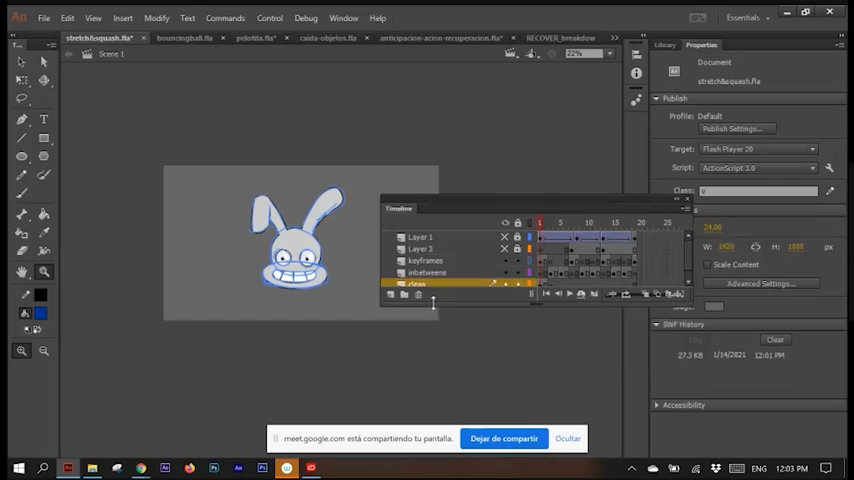 An File Edit View Insert Modify Text Commands Control Debug Window Help Essentials
stretch&squash.fla* × bouncingball.fla × pelotita.fla* × caida-objetos.fla × anticipacion-acion-recuperacion.fla* × RECOVER_breakdow
Scene 1 22%
Library Properties
Document
stretch&squash.fla
Publish
Profile: Default
Publish Settings...
Target: Flash Player 20
Script: ActionScript 3.0
Class:
24.00
W: 1920 H: 1080 px
Scale Content
Advanced Settings...
SWF History
Clear
27.3 KB 1/14/2021 12:01 PM
Accessibility
Timeline
1 5 10 15 20 25
Layer 1
Layer 3
keyframes
inbetweens
clean
meet.google.com está compartiendo tu pantalla. Dejar de compartir Ocultar
ENG 12:03 PM